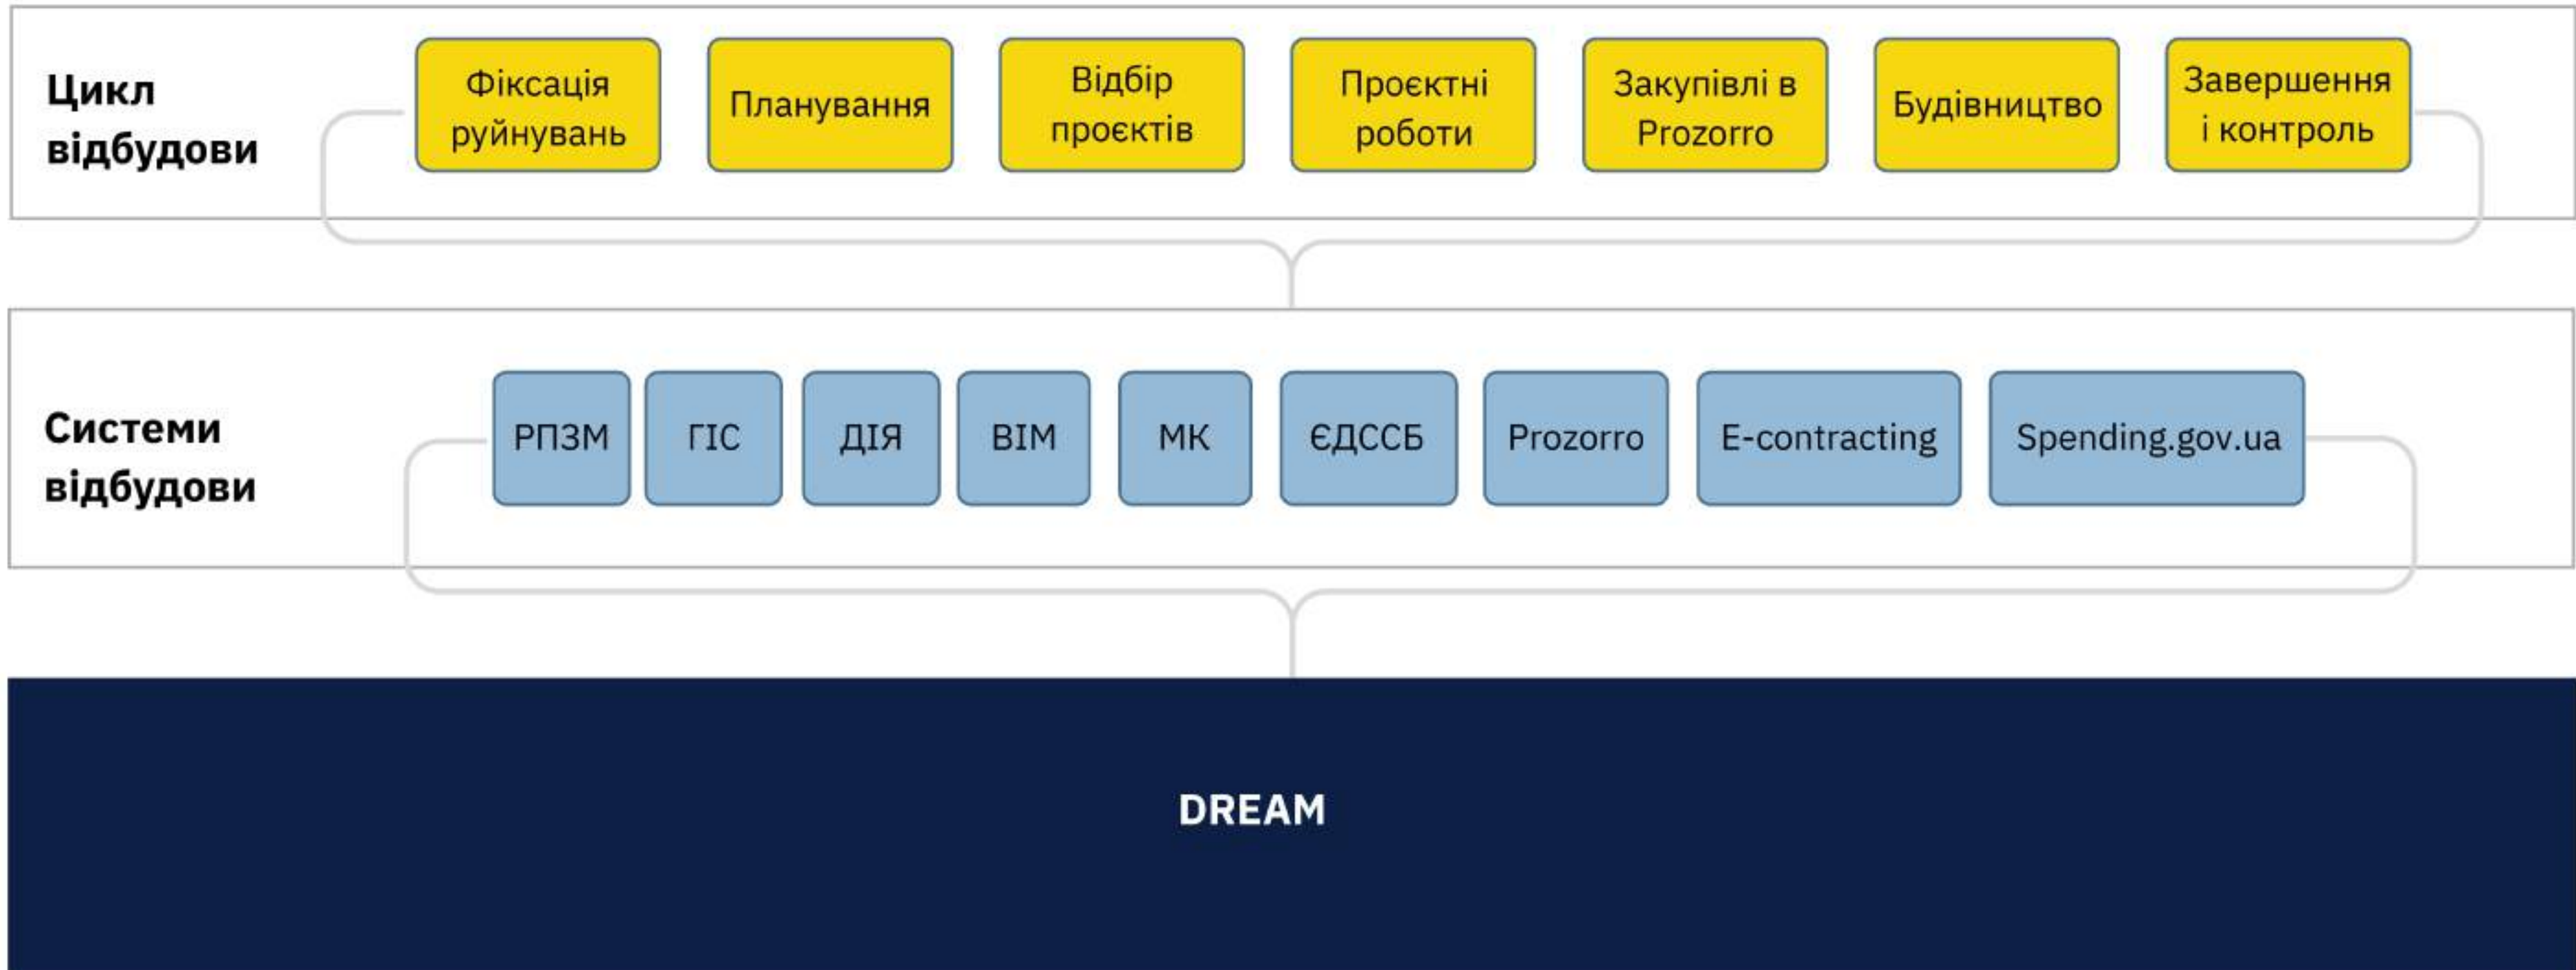 Цикл
відбудови
Фіксація
руйнувань
Планування
Відбір
проєктів
Проєктні
роботи
Закупівлі в
Prozorro
Будівництво
Завершення
і контроль
Системи
відбудови
РПЗМ
ГІС
ДІЯ
BIM
МК
ЄДССБ
Prozorro
E-contracting
Spending.gov.ua
DREAM